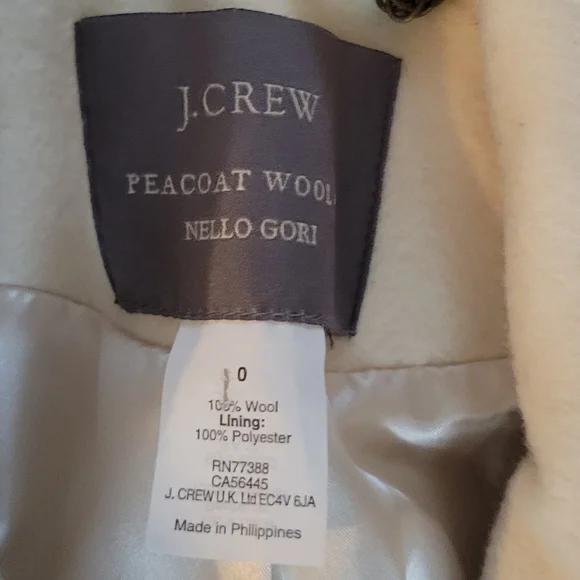 J.CREW
PEACOAT WOOL
NELLO GORI
0
100% Wool
Lining:
100% Polyester
RN77388
CA56445
J. CREW U.K. Ltd EC4V 6JA
Made in Philippines